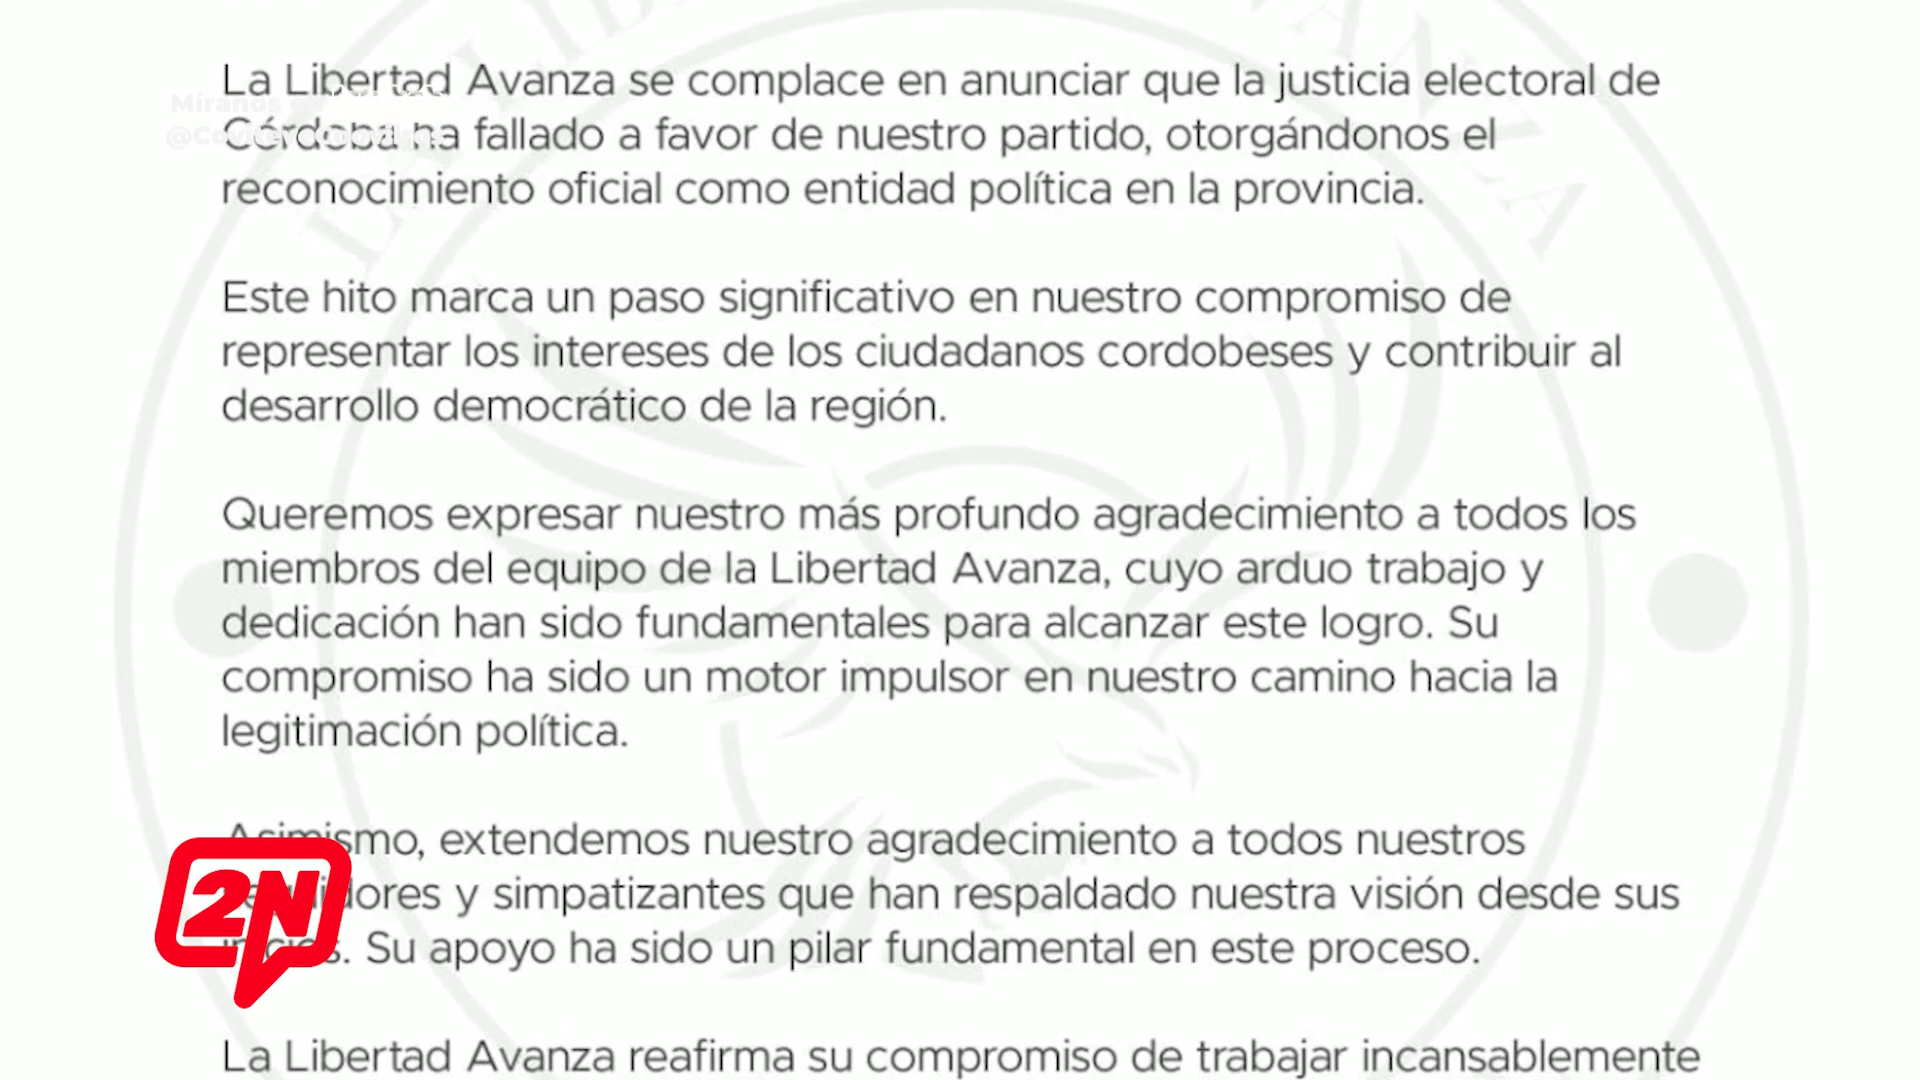 LA LIBERTAD AVANZA
La Libertad Avanza se complace en anunciar que la justicia electoral de
Míranos
Córdoba ha fallado a favor de nuestro partido, otorgándonos el
reconocimiento oficial como entidad política en la provincia.
Este hito marca un paso significativo en nuestro compromiso de
representar los intereses de los ciudadanos cordobeses y contribuir al
desarrollo democrático de la región.
Queremos expresar nuestro más profundo agradecimiento a todos los
miembros del equipo de la Libertad Avanza, cuyo arduo trabajo y
dedicación han sido fundamentales para alcanzar este logro. Su
compromiso ha sido un motor impulsor en nuestro camino hacia la
legitimación política.
Asimismo, extendemos nuestro agradecimiento a todos nuestros
seguidores y simpatizantes que han respaldado nuestra visión desde sus
inicios. Su apoyo ha sido un pilar fundamental en este proceso.
2N
La Libertad Avanza reafirma su compromiso de trabajar incansablemente